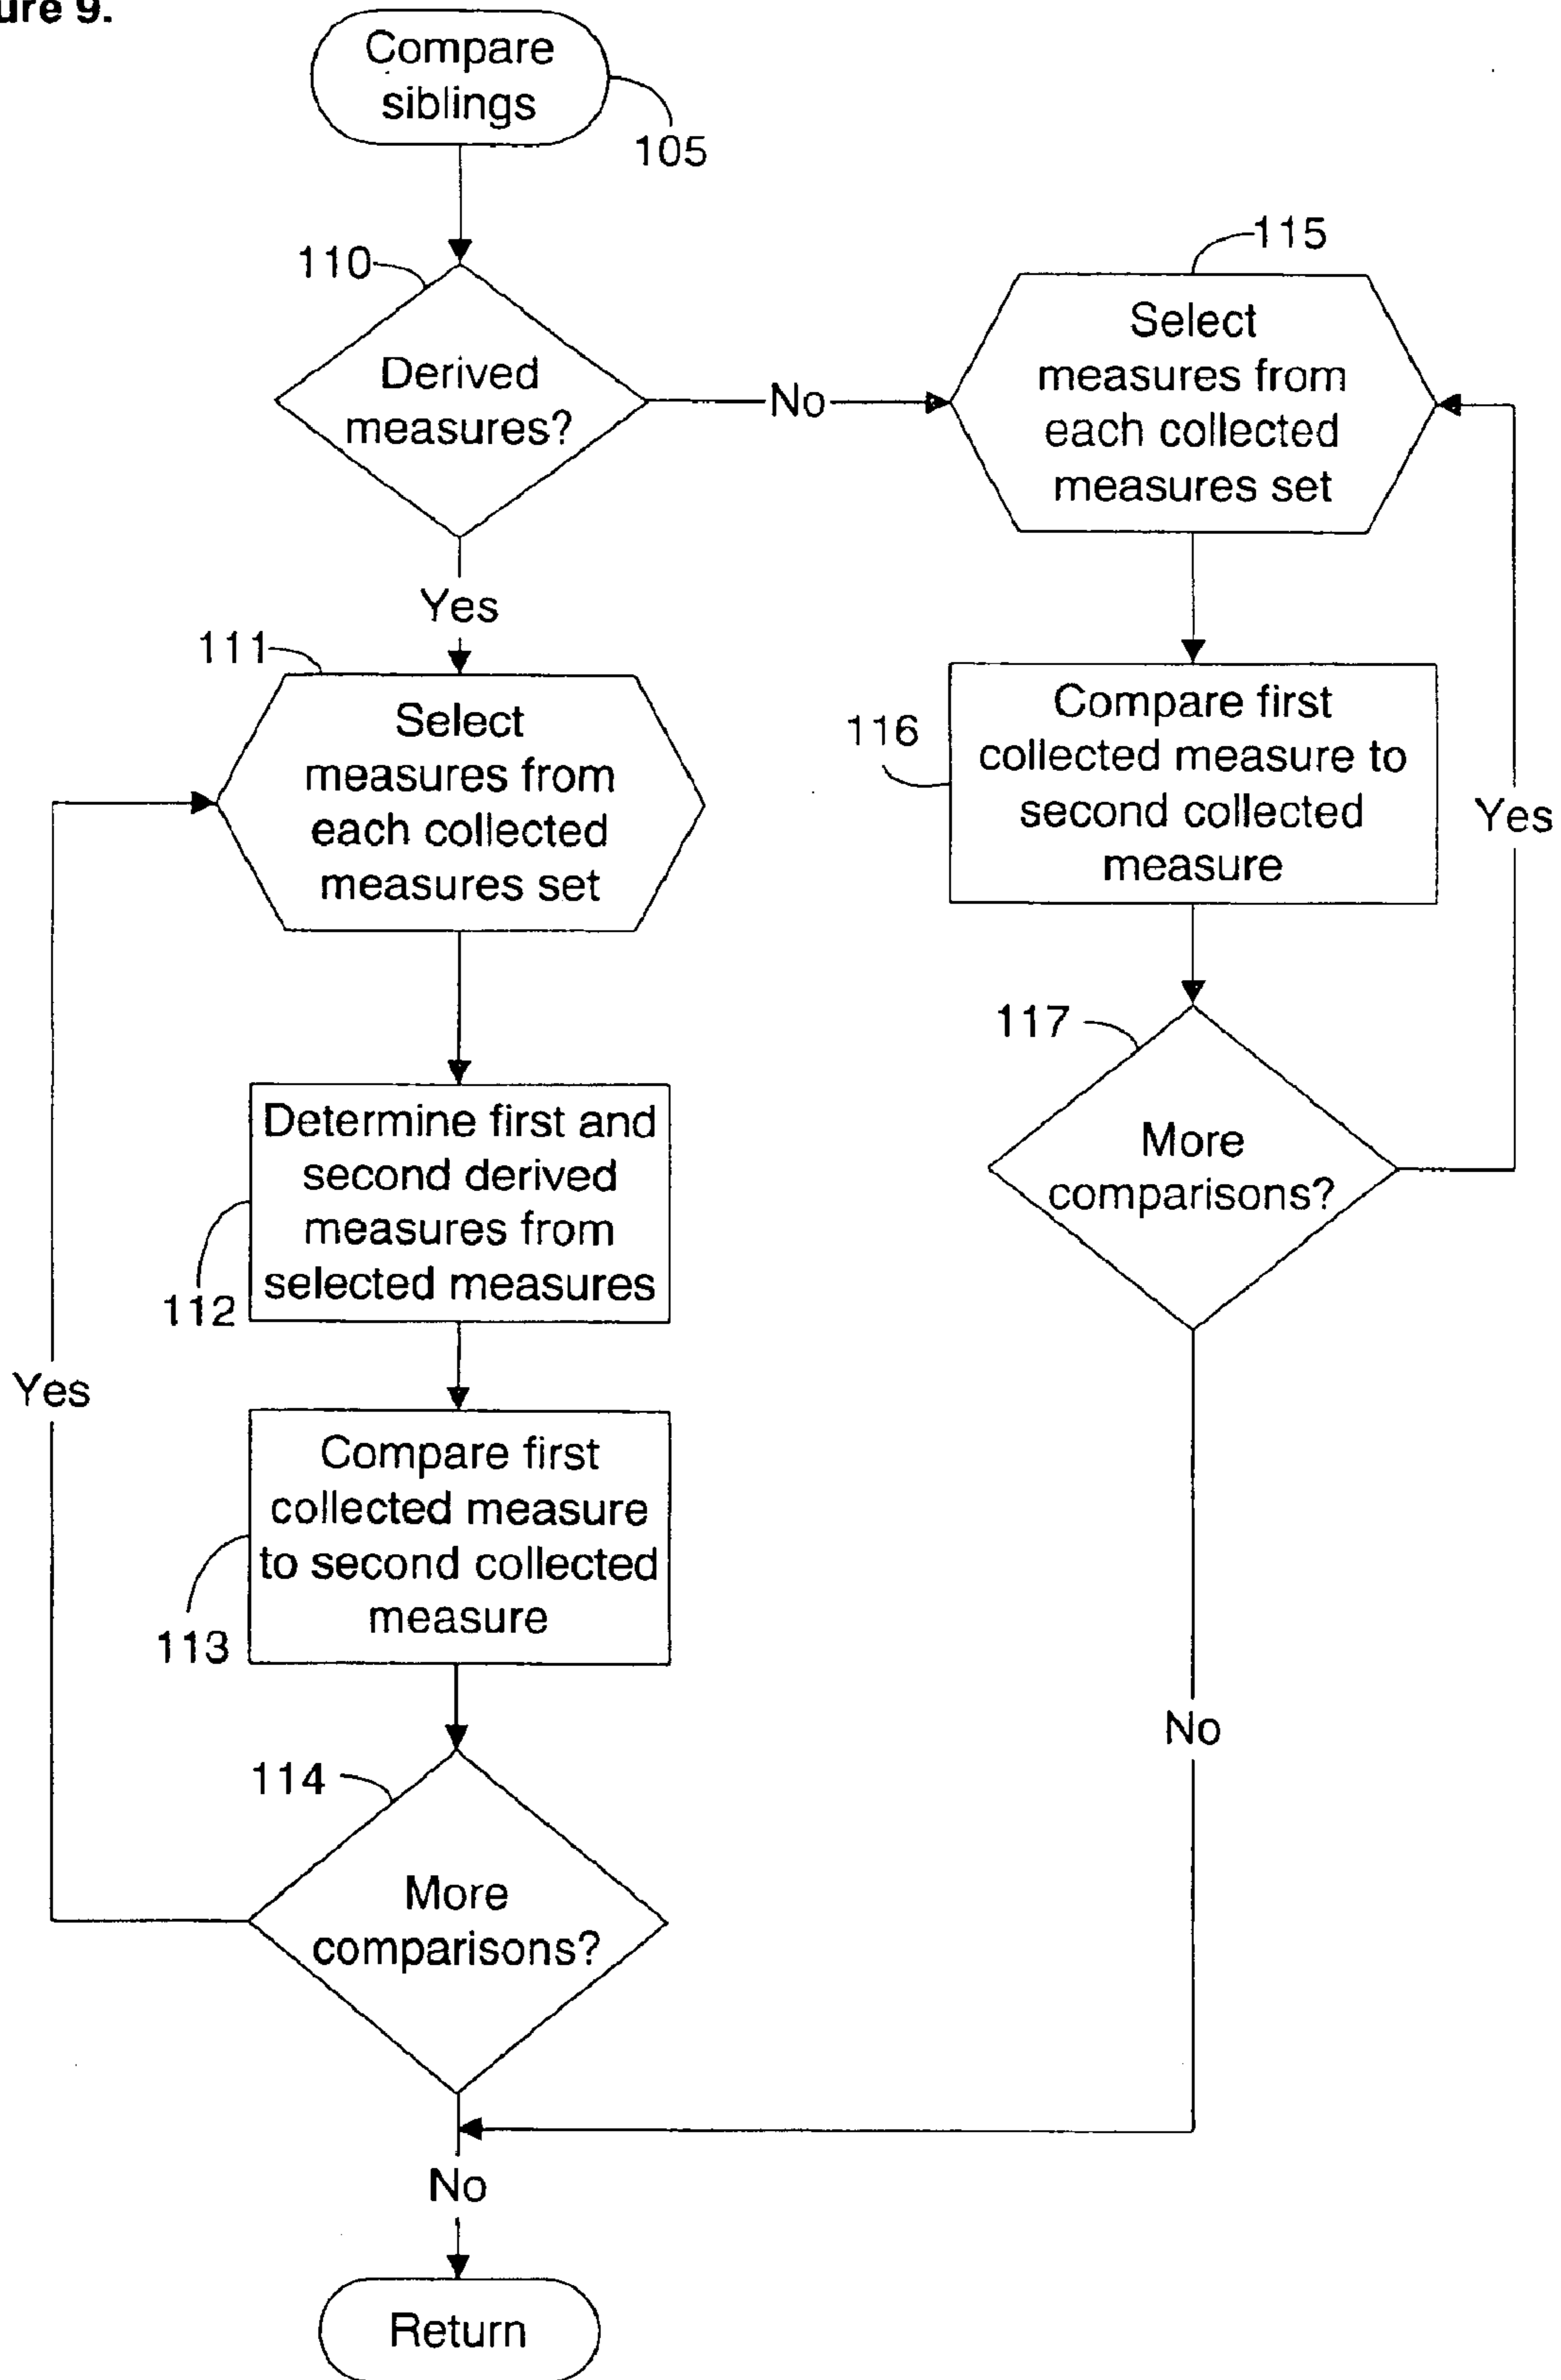 ure 9.
Compare
siblings
105
110
Derived
measures?
No
Yes
115
Select
measures from
each collected
measures set
116
Compare first
collected measure to
second collected
measure
Yes
117
More
comparisons?
No
111
Select
measures from
each collected
measures set
112
Determine first and
second derived
measures from
selected measures
Yes
113
Compare first
collected measure
to second collected
measure
114
More
comparisons?
No
Return